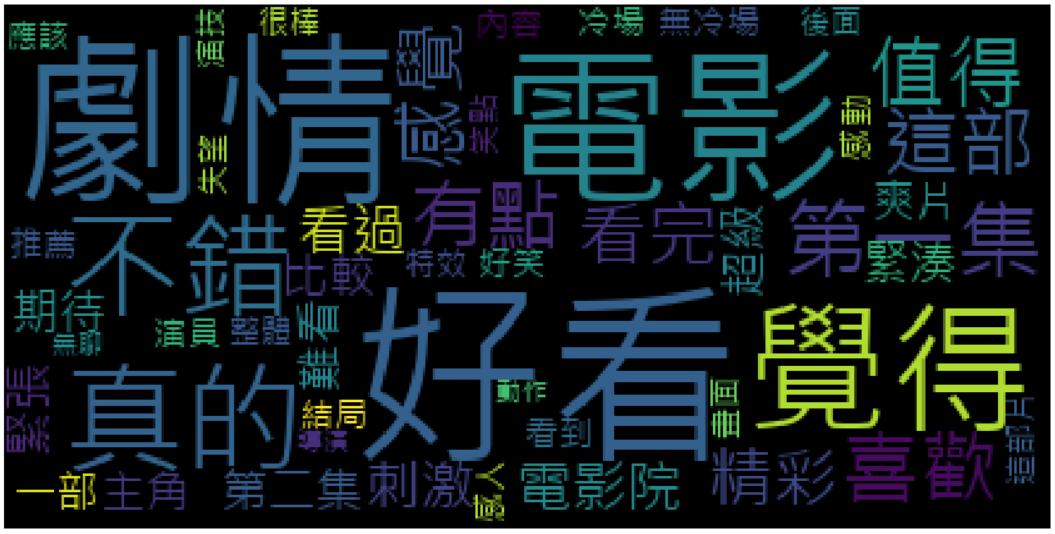 應該
演技
很棒
內容
冷場
無冷場
後面
劇情
感覺
笑點
電影
值得
失望
感動
這部
推薦
不錯
看過
有點
看完
超級
第一集
爽片
緊湊
比較
特效
好笑
期待
無聊
演員
整體
難看
好看
覺得
緊張
真的
結局
導演
動作
看到
畫面
這部片
一部
主角
第二集
刺激
感人
電影院
精彩
喜歡